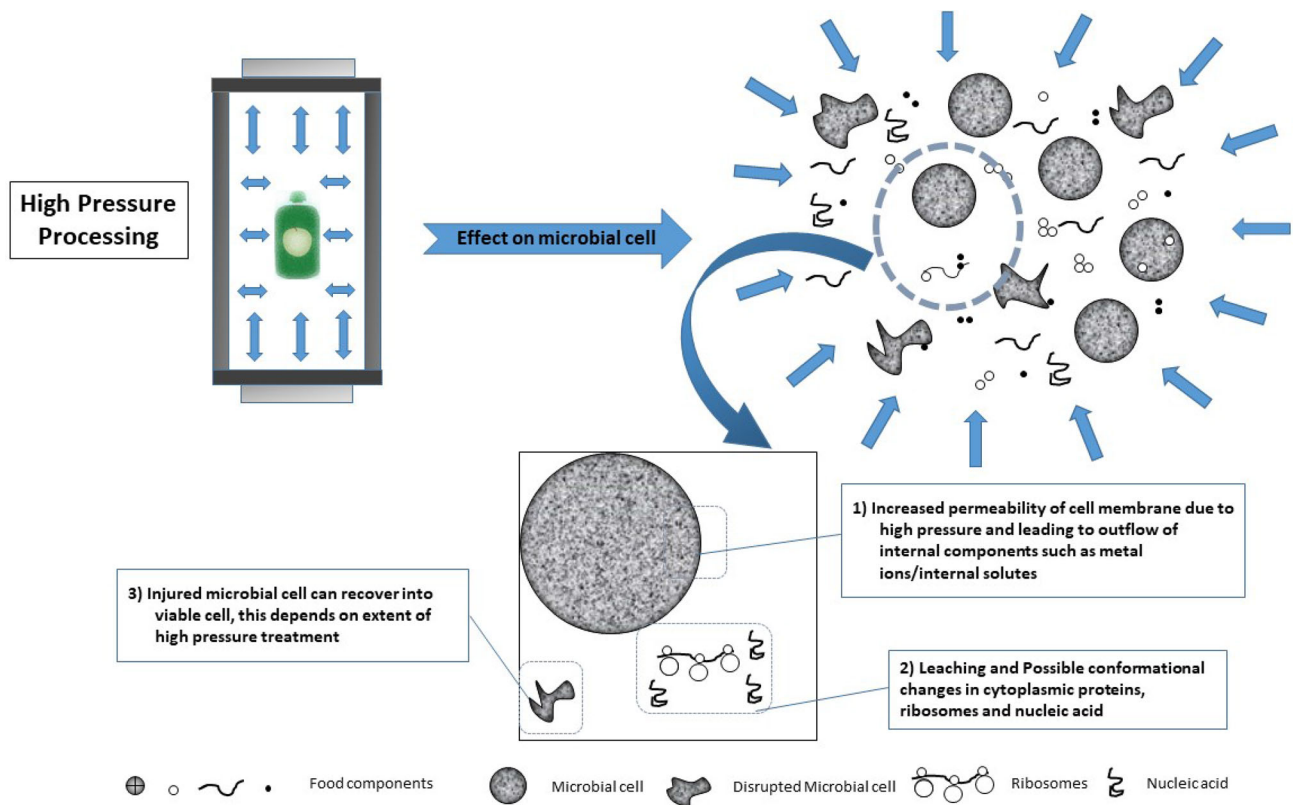 High Pressure
Processing
Effect on microbial cell
1) Increased permeability of cell membrane due to
high pressure and leading to outflow of
internal components such as metal
ions/internal solutes
3) Injured microbial cell can recover into
viable cell, this depends on extent of
high pressure treatment
2) Leaching and Possible conformational
changes in cytoplasmic proteins,
ribosomes and nucleic acid
Food components
Microbial cell
Disrupted Microbial cell
Ribosomes
Nucleic acid